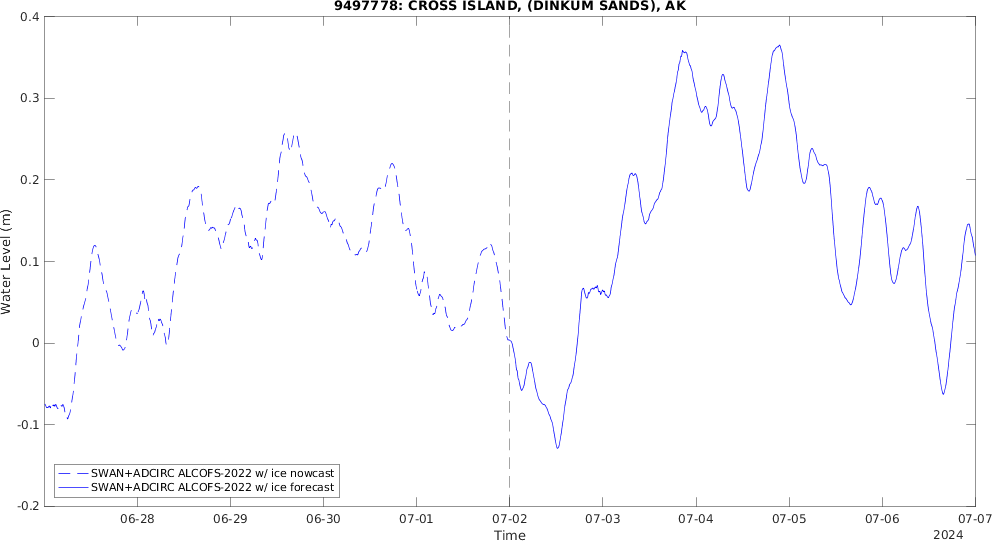 9497778: CROSS ISLAND, (DINKUM SANDS), AK
0.4
0.3
0.2
0.1
0
-0.1
-0.2
Water Level (m)
SWAN+ADCIRC ALCOFS-2022 w/ ice nowcast
SWAN+ADCIRC ALCOFS-2022 w/ ice forecast
06-28 06-29 06-30 07-01 07-02 07-03 07-04 07-05 07-06 07-07
Time
2024